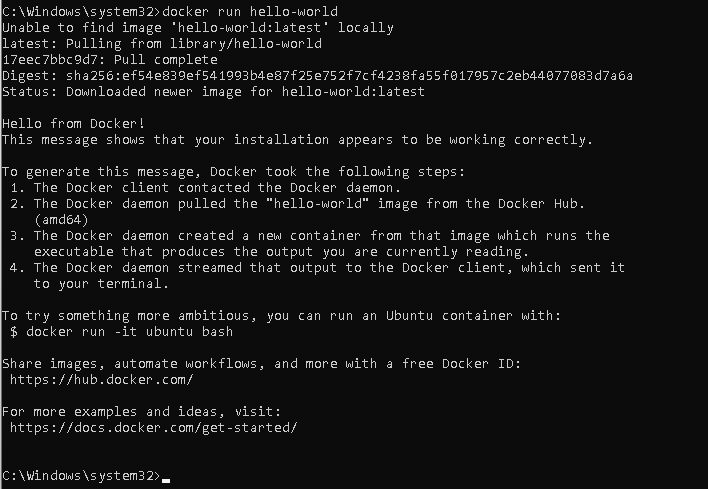 C:\Windows\system32>docker run hello-world
Unable to find image 'hello-world:latest' locally
latest: Pulling from library/hello-world
17eec7bbc9d7: Pull complete
Digest: sha256:ef54e839ef541993b4e87f25e752f7cf4238fa55f017957c2eb44077083d7a6a
Status: Downloaded newer image for hello-world:latest
Hello from Docker!
This message shows that your installation appears to be working correctly.
To generate this message, Docker took the following steps:
1. The Docker client contacted the Docker daemon.
2. The Docker daemon pulled the "hello-world" image from the Docker Hub.
(amd64)
3. The Docker daemon created a new container from that image which runs the
executable that produces the output you are currently reading.
4. The Docker daemon streamed that output to the Docker client, which sent it
to your terminal.
To try something more ambitious, you can run an Ubuntu container with:
$ docker run -it ubuntu bash
Share images, automate workflows, and more with a free Docker ID:
https://hub.docker.com/
For more examples and ideas, visit:
https://docs.docker.com/get-started/
C:\Windows\system32>